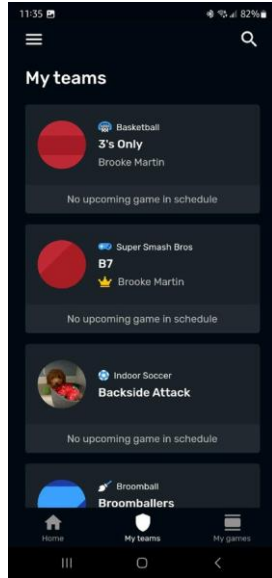 11:35 82%
My teams
Basketball
3's Only
Brooke Martin
No upcoming game in schedule
Super Smash Bros
B7
Brooke Martin
No upcoming game in schedule
Indoor Soccer
Backside Attack
No upcoming game in schedule
Broomball
Broomballers
Home My teams My games